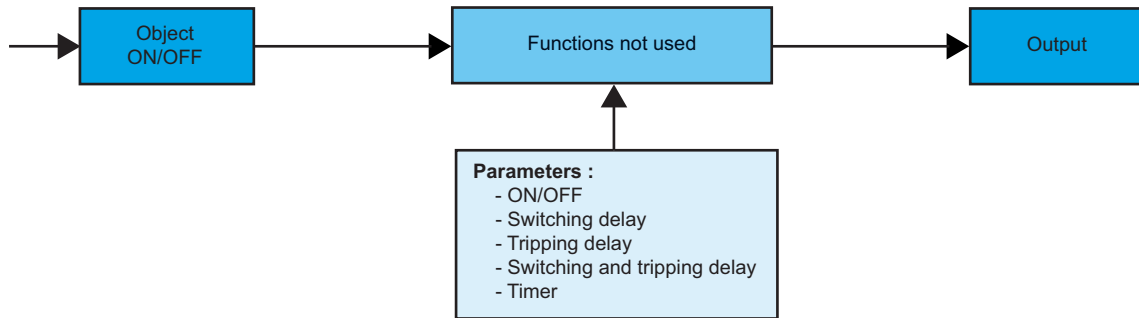 Object
ON/OFF
Functions not used
Output
Parameters :
- ON/OFF
- Switching delay
- Tripping delay
- Switching and tripping delay
- Timer